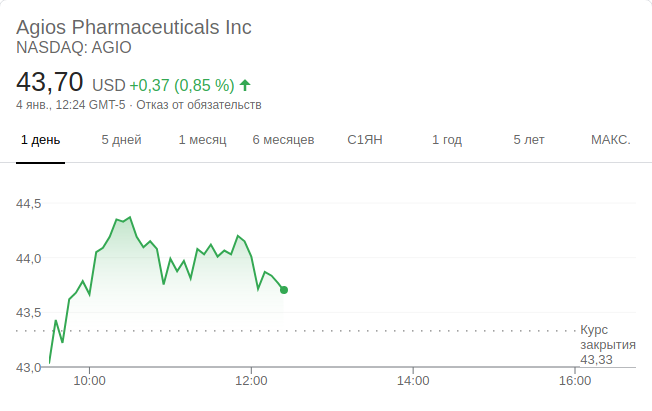 Agios Pharmaceuticals Inc
NASDAQ: AGIO
43,70 USD +0,37 (0,85 %)
4 янв., 12:24 GMT-5 · Отказ от обязательств
1 день 5 дней 1 месяц 6 месяцев С1ЯН 1 год 5 лет МАКС.
44,5
44,0
43,5
Курс
закрытия
43,33
43,0
10:00 12:00 14:00 16:00